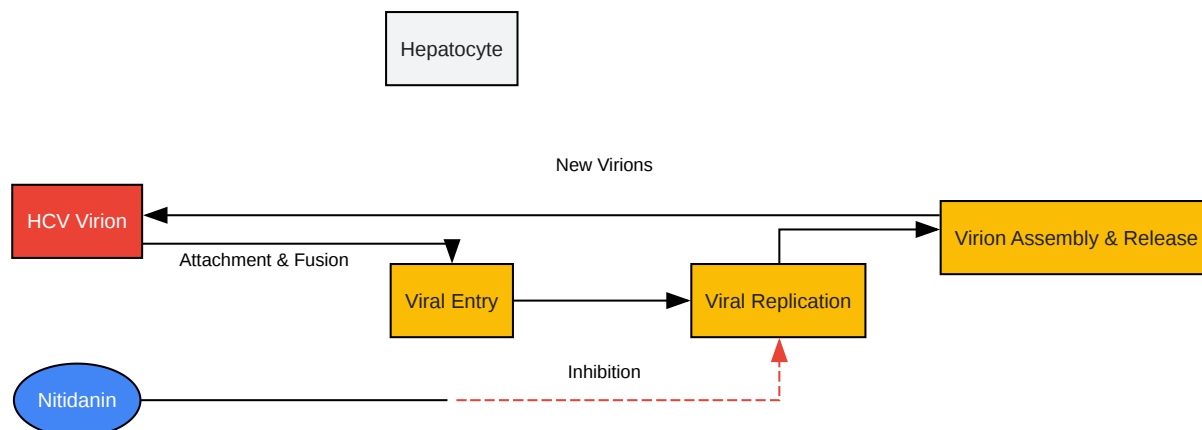 Hepatocyte
New Virions
HCV Virion
Virion Assembly & Release
Attachment & Fusion
Viral Entry
Viral Replication
Inhibition
Nitidanin